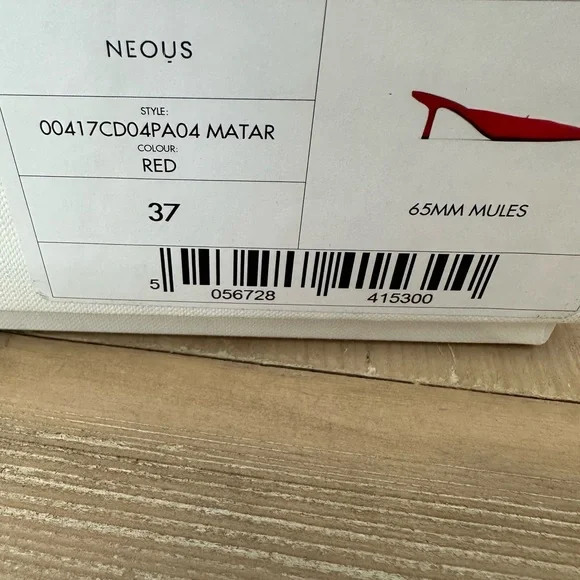 NEOUS
STYLE:
00417CD04PA04 MATAR
COLOUR:
RED
37
65MM MULES
5 056728 415300